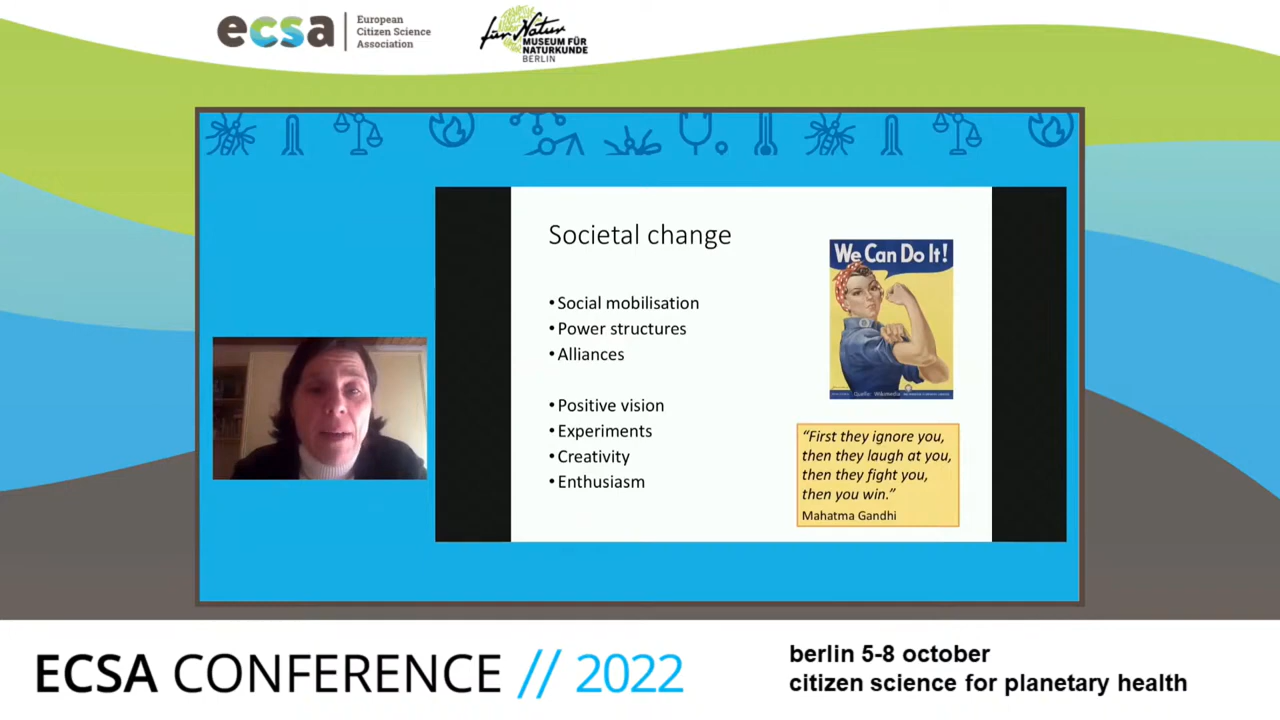 ecsa
European
Citizen Science
Association
für Natur
MUSEUM FÜR
NATURKUNDE
BERLIN
Societal change
•Social mobilisation
•Power structures
•Alliances
•Positive vision
•Experiments
•Creativity
•Enthusiasm
We Can Do It!
Quelle: Wikimedia
“First they ignore you,
then they laugh at you,
then they fight you,
then you win.”
Mahatma Gandhi
ECSA CONFERENCE // 2022
berlin 5-8 october
citizen science for planetary health